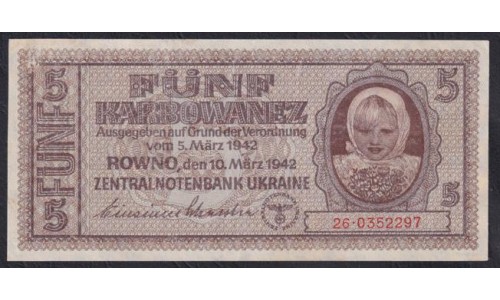 5 FÜNF 5
FÜNF
KARBOWANEZ
Ausgegeben auf Grund der Verordnung
vom 5. März 1942
ROWNO, den 10. März 1942
ZENTRALNOTENBANK UKRAINE
5
5
26·0352297